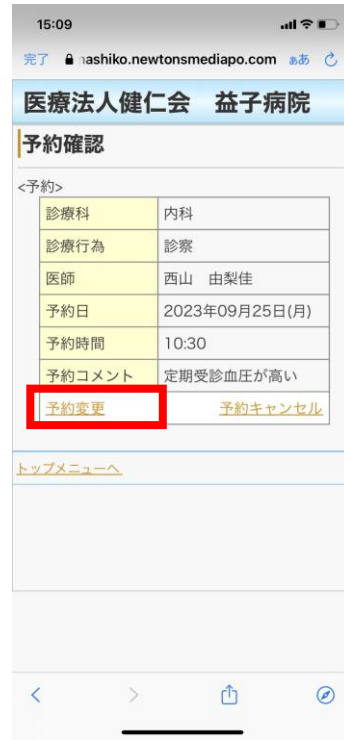 15:09
完了 ashiko.newtonsmediapo.com ぁあ
医療法人健仁会 益子病院
予約確認
<予約>
診療科 内科
診療行為 診察
医師 西山 由梨佳
予約日 2023年09月25日(月)
予約時間 10:30
予約コメント 定期受診血圧が高い
予約変更 予約キャンセル
トップメニューへ